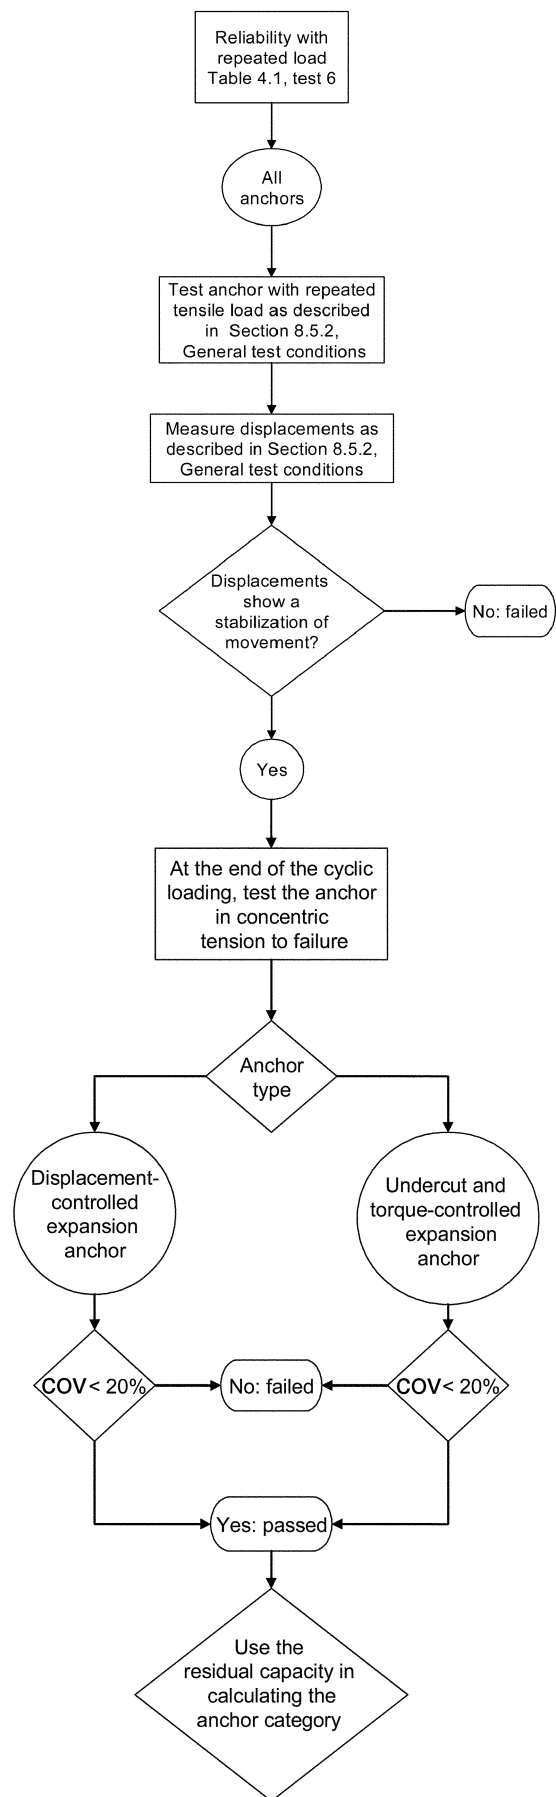 Reliability with
repeated load
Table 4.1, test 6
All
anchors
Test anchor with repeated
tensile load as described
in Section 8.5.2,
General test conditions
Measure displacements as
described in Section 8.5.2,
General test conditions
Displacements
show a
stabilization of
movement?
No: failed
Yes
At the end of the cyclic
loading, test the anchor
in concentric
tension to failure
Anchor
type
Displacement-
controlled
expansion
anchor
Undercut and
torque-controlled
expansion
anchor
COV< 20%
No: failed
COV< 20%
Yes: passed
Use the
residual capacity in
calculating the
anchor category